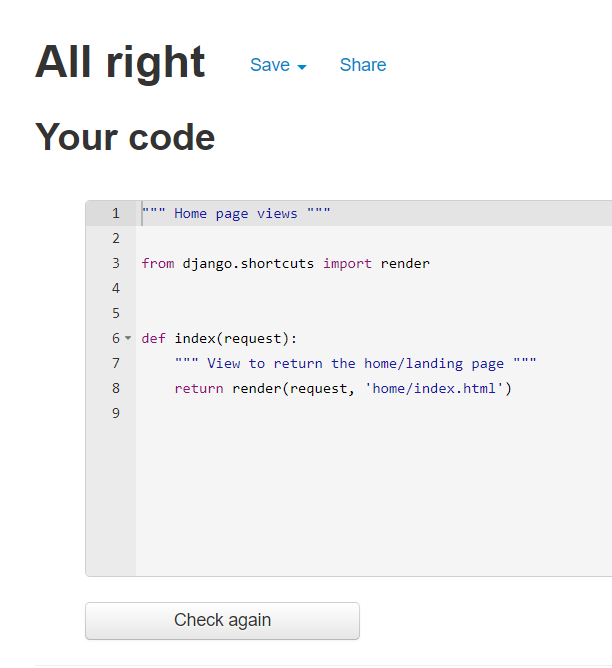 All right Save Share
Your code
1 """ Home page views """
2
3 from django.shortcuts import render
4
5
6 def index(request):
7     """ View to return the home/landing page """
8     return render(request, 'home/index.html')
9
Check again